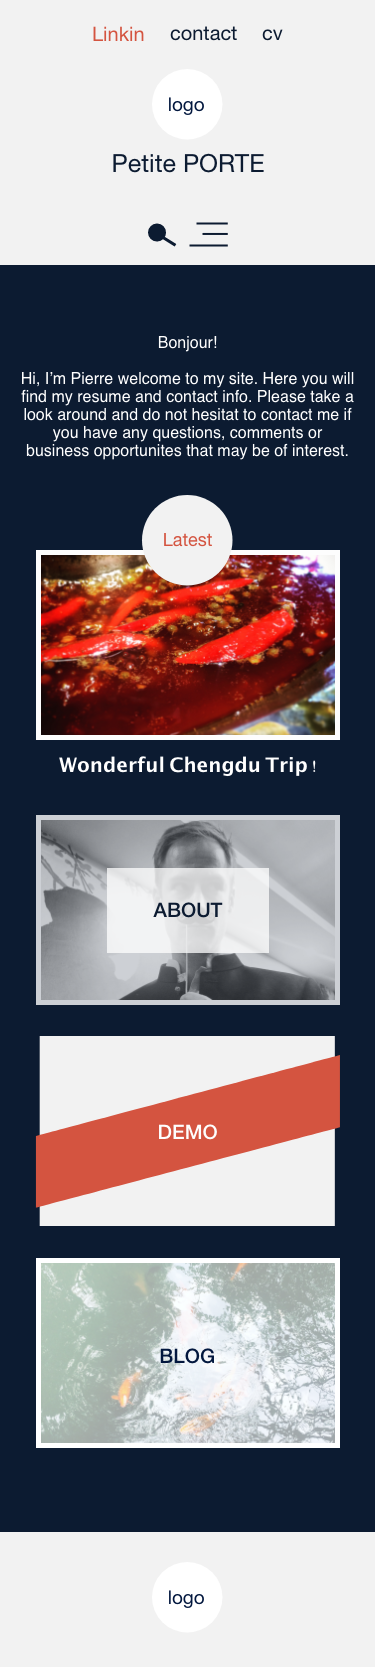 Linkin contact cv
logo
Petite PORTE
Bonjour!
Hi, I'm Pierre welcome to my site. Here you will
find my resume and contact info. Please take a
look around and do not hesitat to contact me if
you have any questions, comments or
business opportunites that may be of interest.
Latest
Wonderful Chengdu Trip !
ABOUT
DEMO
BLOG
logo